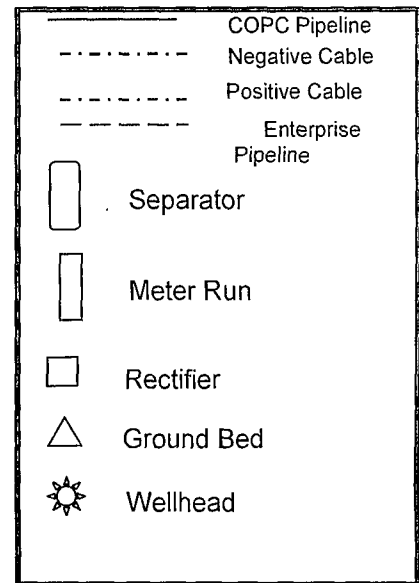 COPC Pipeline
Negative Cable
Positive Cable
Enterprise
Pipeline
Separator
Meter Run
Rectifier
Ground Bed
Wellhead